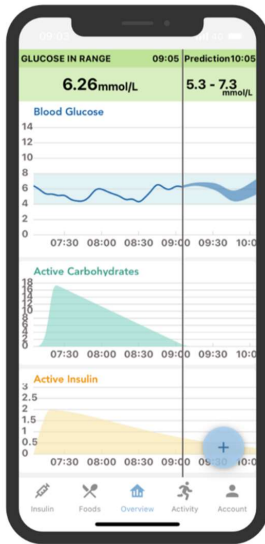 GLUCOSE IN RANGE 09:05 Prediction10:05
6.26mmol/L 5.3 - 7.3
mmol/L
Blood Glucose
14
12
10
8
6
4
2
0
07:30 08:00 08:30 09:00 09:30 10:0
Active Carbohydrates
18
16
14
12
10
8
6
4
2
0
07:30 08:00 08:30 09:00 09:30 10:0
Active Insulin
3
2.5
2
1.5
1
0.5
0
07:30 08:00 08:30 09:00 09:30 10:0
+
Insulin Foods Overview Activity Account